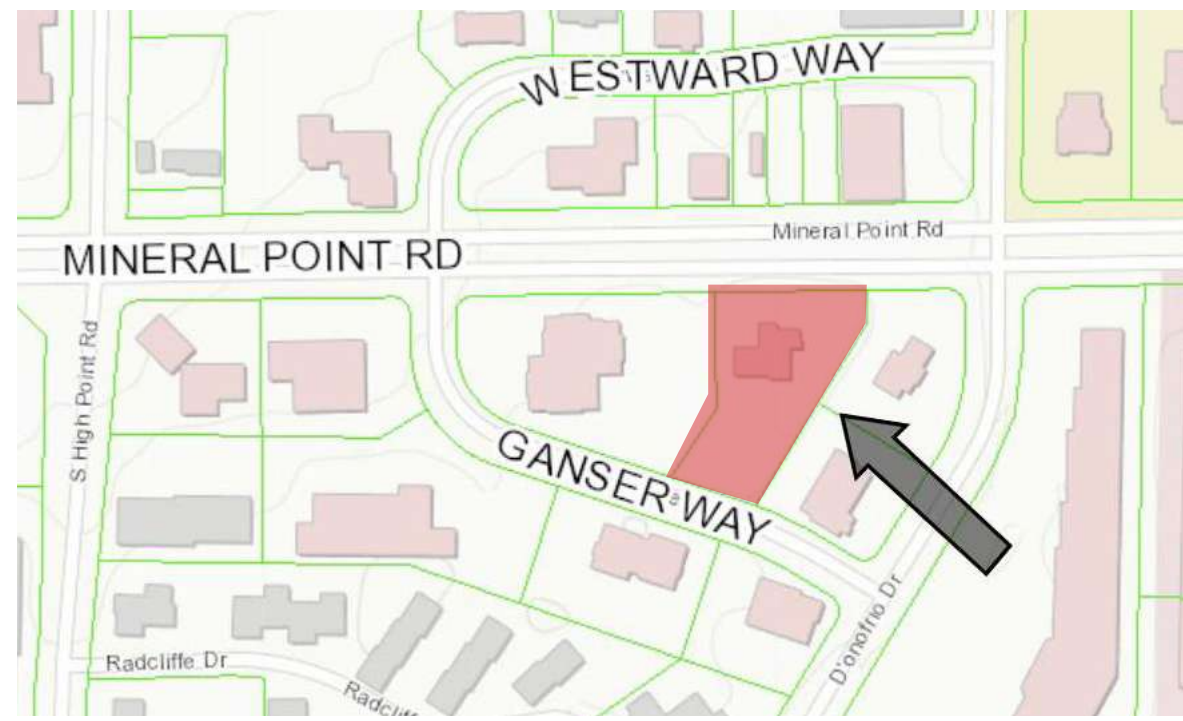 WESTWARD WAY
Mineral Point Rd
MINERAL POINT RD
S High Point Rd
GANSER WAY
D'onofrio Dr
Radcliffe Dr